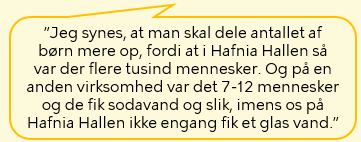 ”Jeg synes, at man skal dele antallet af
børn mere op, fordi at i Hafnia Hallen så
var der flere tusind mennesker. Og på en
anden virksomhed var det 7-12 mennesker
og de fik sodavand og slik, imens os på
Hafnia Hallen ikke engang fik et glas vand.”